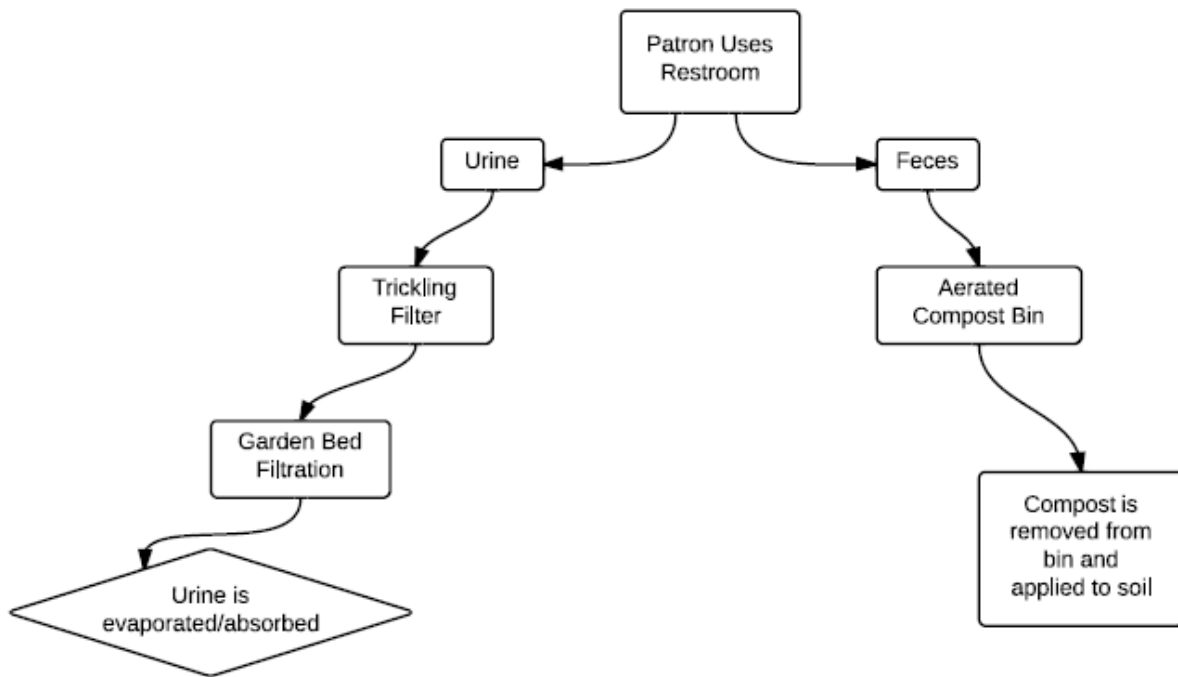 Patron Uses
Restroom
Urine
Feces
Trickling
Filter
Aerated
Compost Bin
Garden Bed
Filtration
Compost is
removed from
bin and
applied to soil
Urine is
evaporated/absorbed